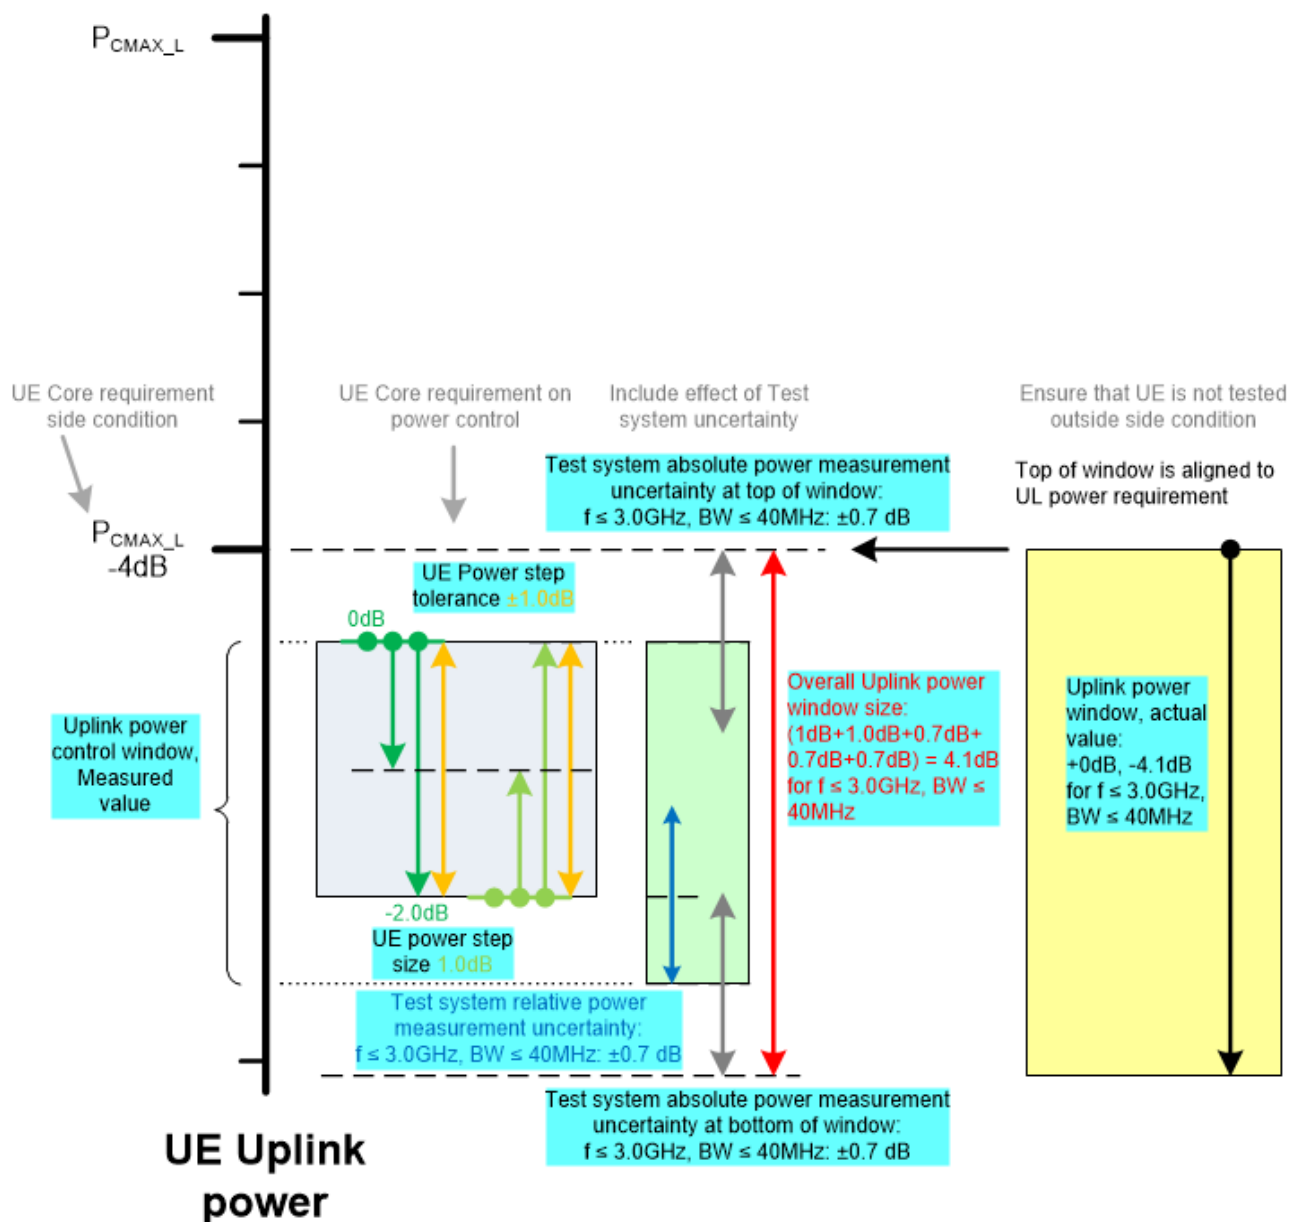 PCMAX_L
UE Core requirement
side condition
UE Core requirement on
power control
Include effect of Test
system uncertainty
Ensure that UE is not tested
outside side condition
Test system absolute power measurement
uncertainty at top of window:
f ≤ 3.0GHz, BW ≤ 40MHz: ±0.7 dB
Top of window is aligned to
UL power requirement
PCMAX_L
-4dB
UE Power step
tolerance ±1.0dB
0dB
Uplink power
control window,
Measured
value
Overall Uplink power
window size:
(1dB+1.0dB+0.7dB+
0.7dB+0.7dB) = 4.1dB
for f ≤ 3.0GHz, BW ≤
40MHz
Uplink power
window, actual
value:
+0dB, -4.1dB
for f ≤ 3.0GHz,
BW ≤ 40MHz
-2.0dB
UE power step
size 1.0dB
Test system relative power
measurement uncertainty:
f ≤ 3.0GHz, BW ≤ 40MHz: ±0.7 dB
Test system absolute power measurement
uncertainty at bottom of window:
f ≤ 3.0GHz, BW ≤ 40MHz: ±0.7 dB
UE Uplink
power